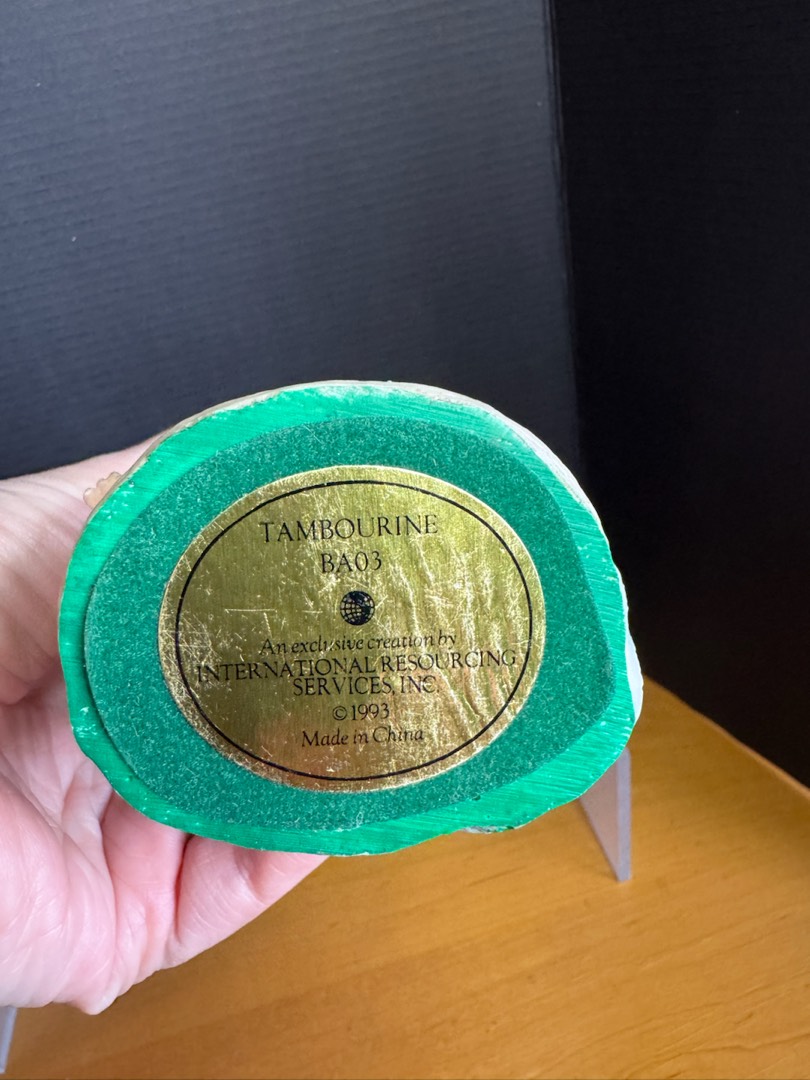 TAMBOURINE
BA03
An exclusive creation by
INTERNATIONAL RESOURCING
SERVICES, INC.
©1993
Made in China